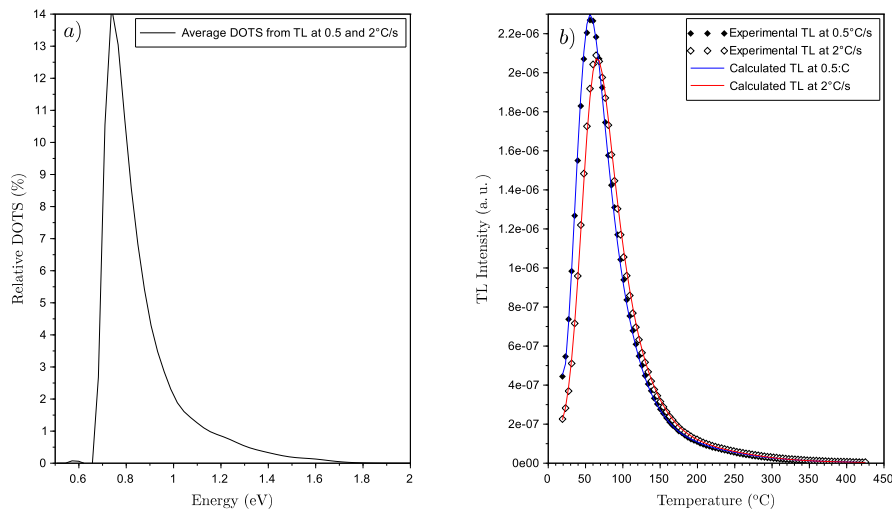 a)
Average DOTS from TL at 0.5 and 2°C/s
14
13
12
11
10
9
8
7
6
5
4
3
2
1
0
0.6 0.8 1 1.2 1.4 1.6 1.8 2
Relative DOTS (%)
Energy (eV)
b)
Experimental TL at 0.5°C/s
Experimental TL at 2°C/s
Calculated TL at 0.5:C
Calculated TL at 2°C/s
2.2e-06
2e-06
1.8e-06
1.6e-06
1.4e-06
1.2e-06
1e-06
8e-07
6e-07
4e-07
2e-07
0e00
0 50 100 150 200 250 300 350 400 450
TL Intensity (a. u.)
Temperature (°C)